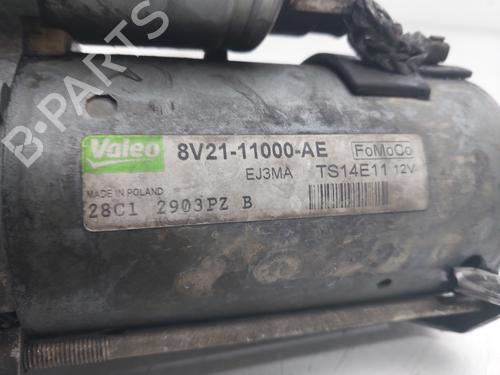 Valeo 8V21-11000-AE FoMoCo
EJ3MA TS14E11 12V
MADE IN POLAND
28C1 2903PZ B
B-PARTS